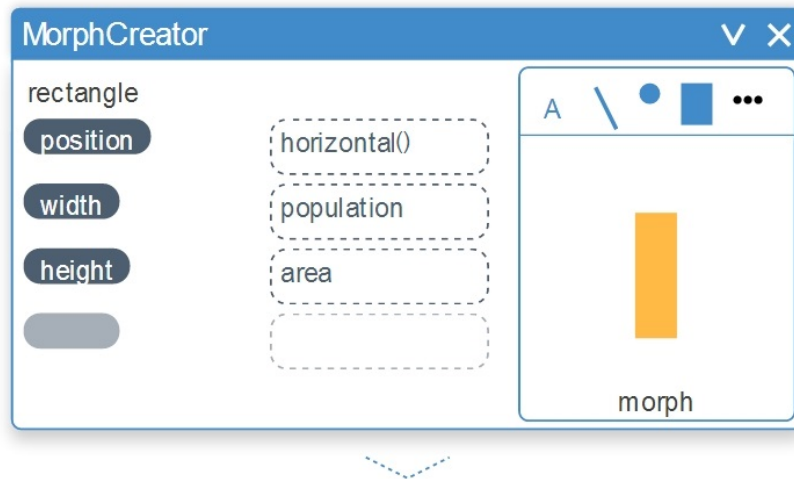 MorphCreator
rectangle
position
horizontal()
width
population
height
area
A
morph